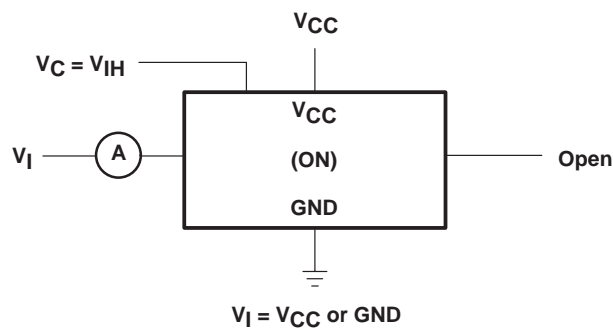 VCC
VC = VIH
VCC
VI
A
(ON)
Open
GND
VI = VCC or GND